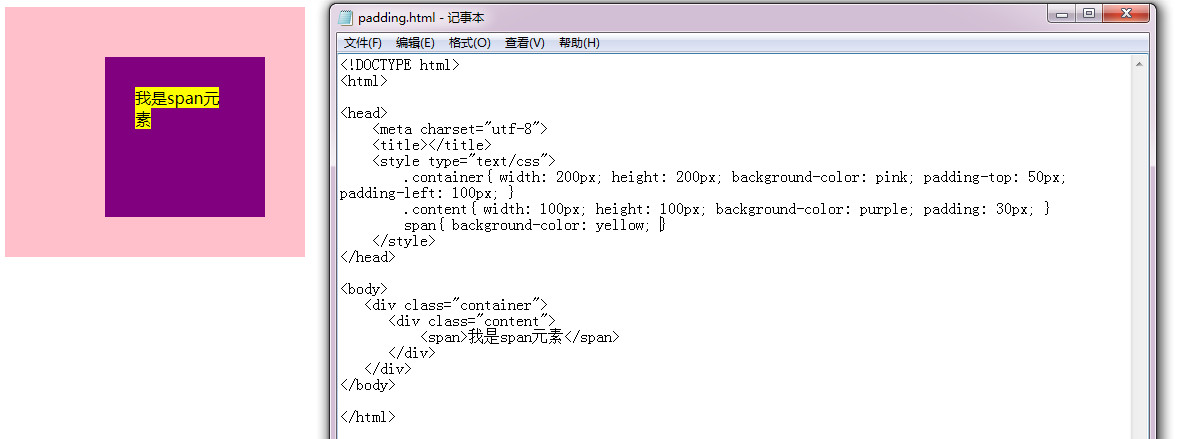 我是span元
素
padding.html - 记事本
文件(F) 编辑(E) 格式(O) 查看(V) 帮助(H)
<!DOCTYPE html>
<html>
<head>
<meta charset="utf-8">
<title></title>
<style type="text/css">
.container{ width: 200px; height: 200px; background-color: pink; padding-top: 50px;
padding-left: 100px; }
.content{ width: 100px; height: 100px; background-color: purple; padding: 30px; }
span{ background-color: yellow; }
</style>
</head>
<body>
<div class="container">
<div class="content">
<span>我是span元素</span>
</div>
</div>
</body>
</html>